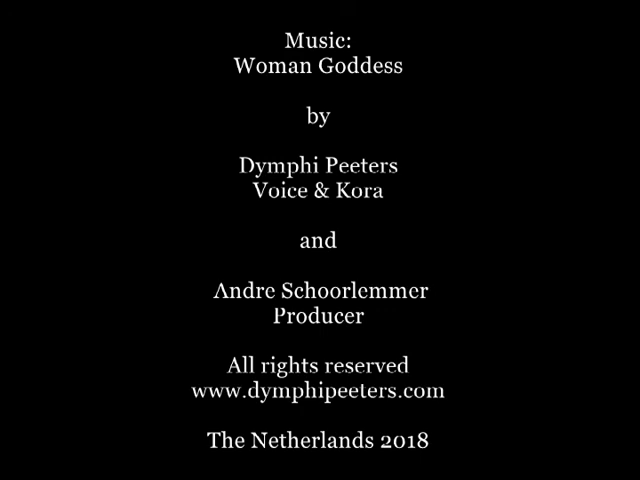 Music:
Woman Goddess
by
Dymphi Peeters
Voice & Kora
and
Andre Schoorlemmer
Producer
All rights reserved
www.dymphipeeters.com
The Netherlands 2018